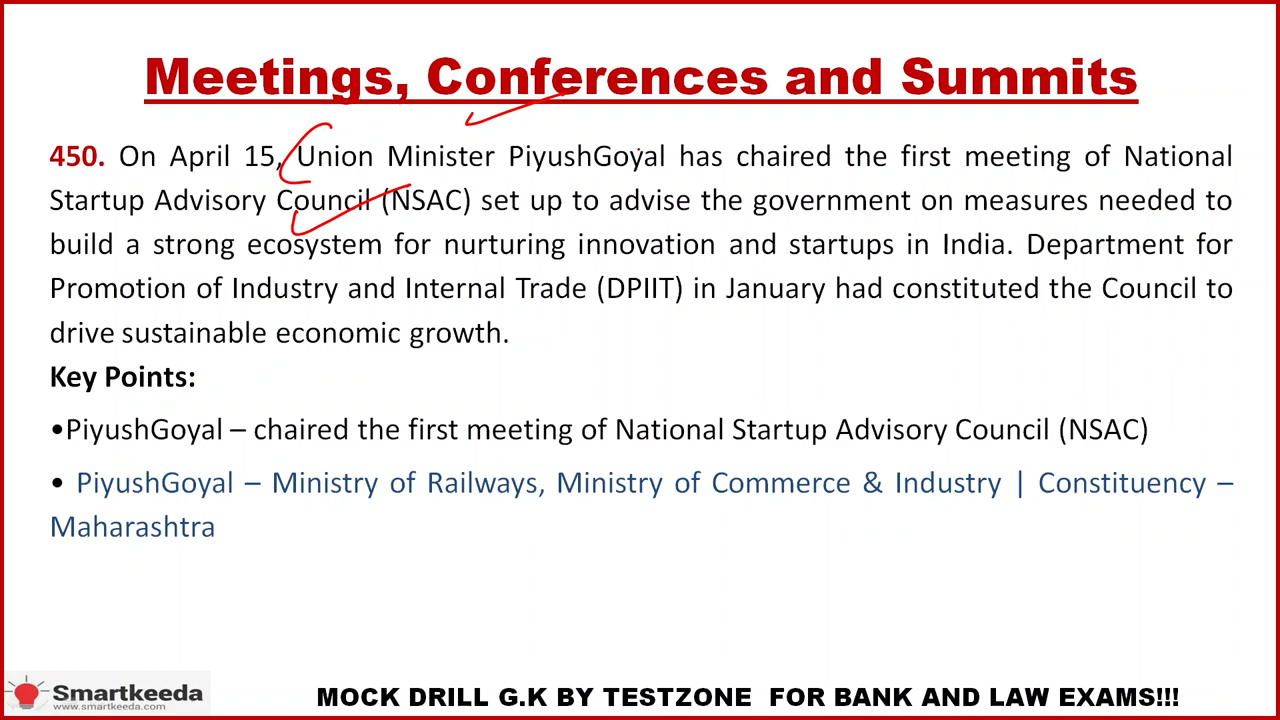 Meetings, Conferences and Summits
450. On April 15, Union Minister PiyushGoyal has chaired the first meeting of National
Startup Advisory Council (NSAC) set up to advise the government on measures needed to
build a strong ecosystem for nurturing innovation and startups in India. Department for
Promotion of Industry and Internal Trade (DPIIT) in January had constituted the Council to
drive sustainable economic growth.
Key Points:
•PiyushGoyal – chaired the first meeting of National Startup Advisory Council (NSAC)
• PiyushGoyal – Ministry of Railways, Ministry of Commerce & Industry | Constituency –
Maharashtra
Smartkeeda
www.smartkeeda.com
MOCK DRILL G.K BY TESTZONE FOR BANK AND LAW EXAMS!!!